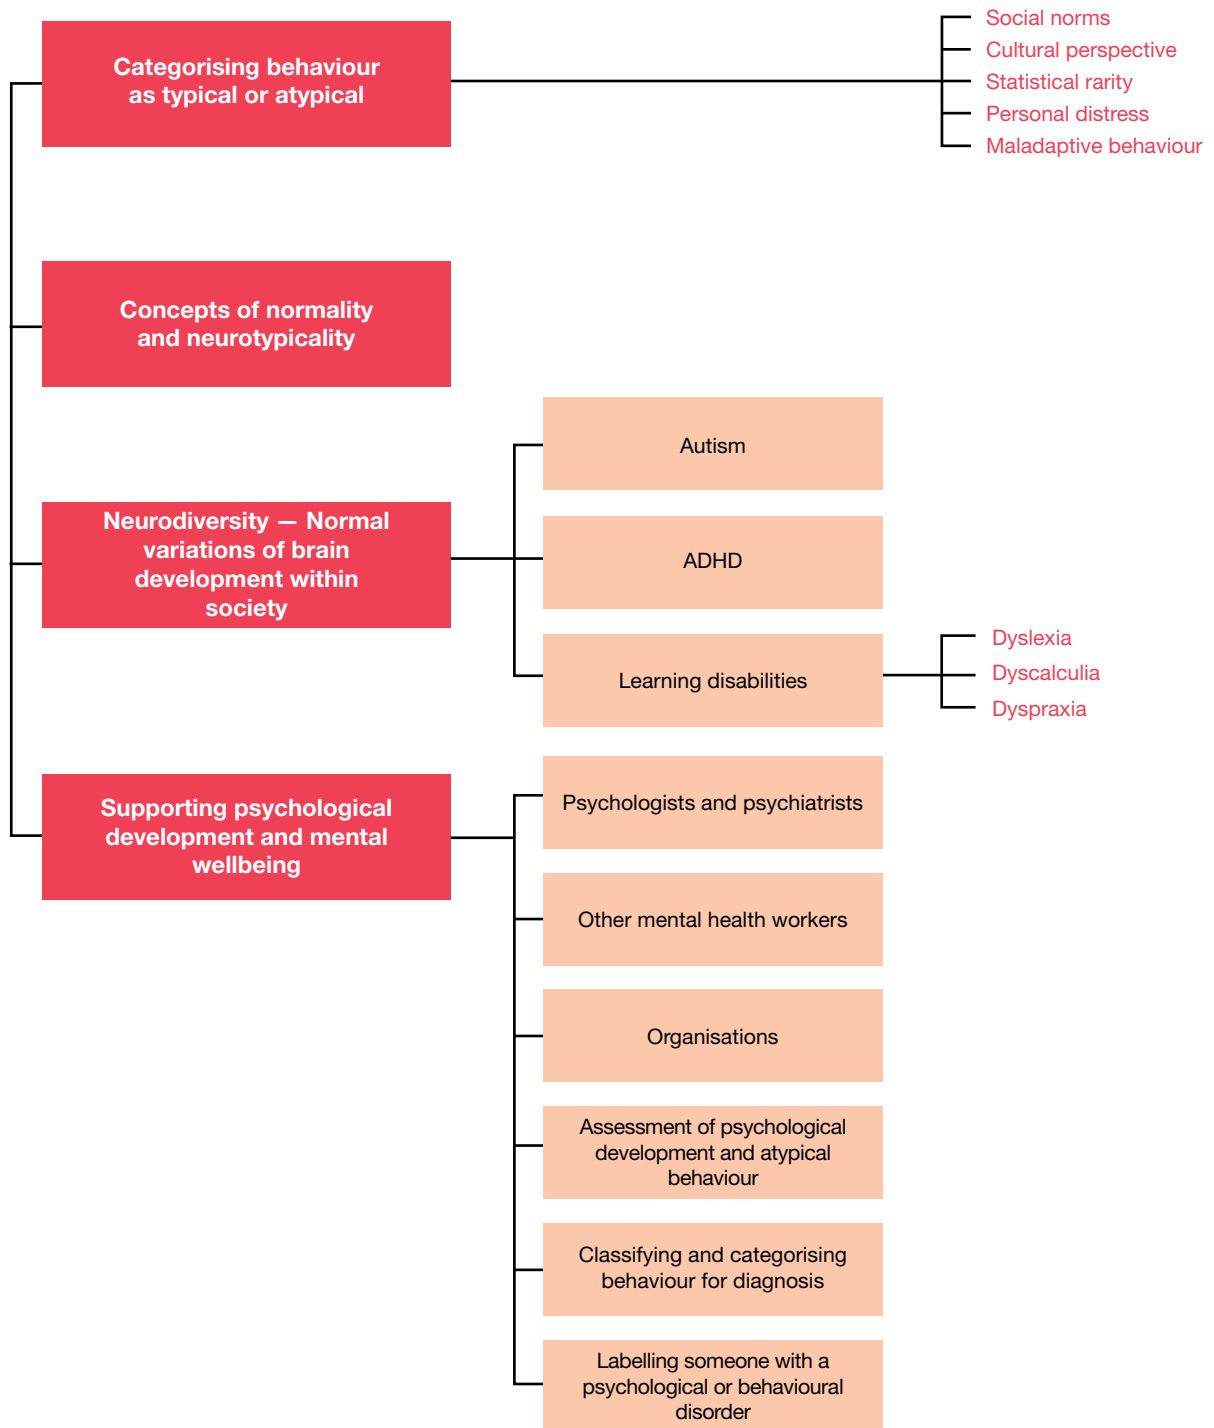 Categorising behaviour
as typical or atypical
Social norms
Cultural perspective
Statistical rarity
Personal distress
Maladaptive behaviour
Concepts of normality
and neurotypicality
Neurodiversity — Normal
variations of brain
development within
society
Autism
ADHD
Learning disabilities
Dyslexia
Dyscalculia
Dyspraxia
Supporting psychological
development and mental
wellbeing
Psychologists and psychiatrists
Other mental health workers
Organisations
Assessment of psychological
development and atypical
behaviour
Classifying and categorising
behaviour for diagnosis
Labelling someone with a
psychological or behavioural
disorder